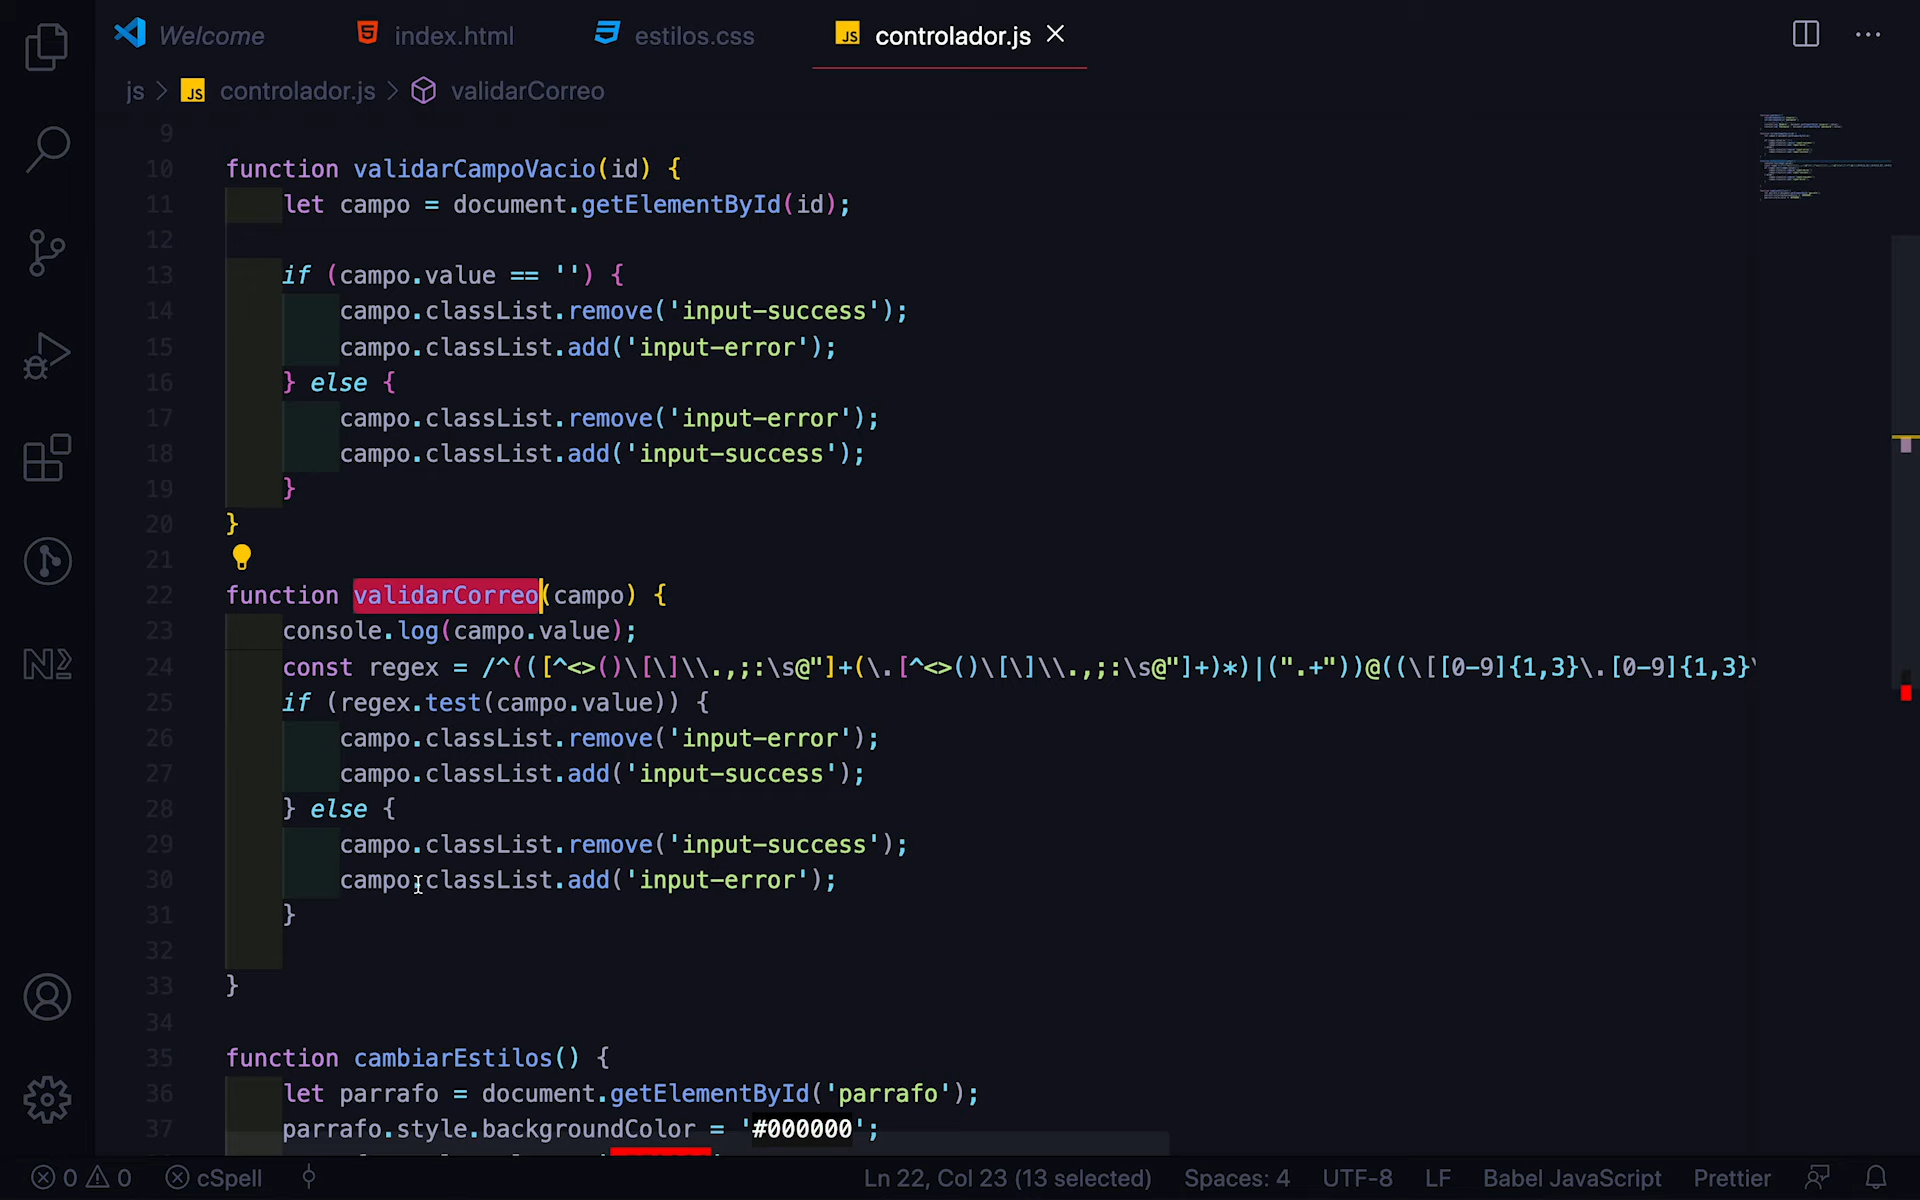 Welcome index.html estilos.css JS controlador.js
js > JS controlador.js > validarCorreo
9
10 function validarCampoVacio(id) {
11 let campo = document.getElementById(id);
12
13 if (campo.value == '') {
14 campo.classList.remove('input-success');
15 campo.classList.add('input-error');
16 } else {
17 campo.classList.remove('input-error');
18 campo.classList.add('input-success');
19 }
20 }
21
22 function validarCorreo(campo) {
23 console.log(campo.value);
24 const regex = /^(([^<>()\[\]\\.,;:\s@"]+(\.[^<>()\[\]\\.,;:\s@"]+)*)|(".+"))@((\[[0-9]{1,3}\.[0-9]{1,3}\
25 if (regex.test(campo.value)) {
26 campo.classList.remove('input-error');
27 campo.classList.add('input-success');
28 } else {
29 campo.classList.remove('input-success');
30 campo.classList.add('input-error');
31 }
32
33 }
34
35 function cambiarEstilos() {
36 let parrafo = document.getElementById('parrafo');
37 parrafo.style.backgroundColor = '#000000';
0 0 cSpell Ln 22, Col 23 (13 selected) Spaces: 4 UTF-8 LF Babel JavaScript Prettier